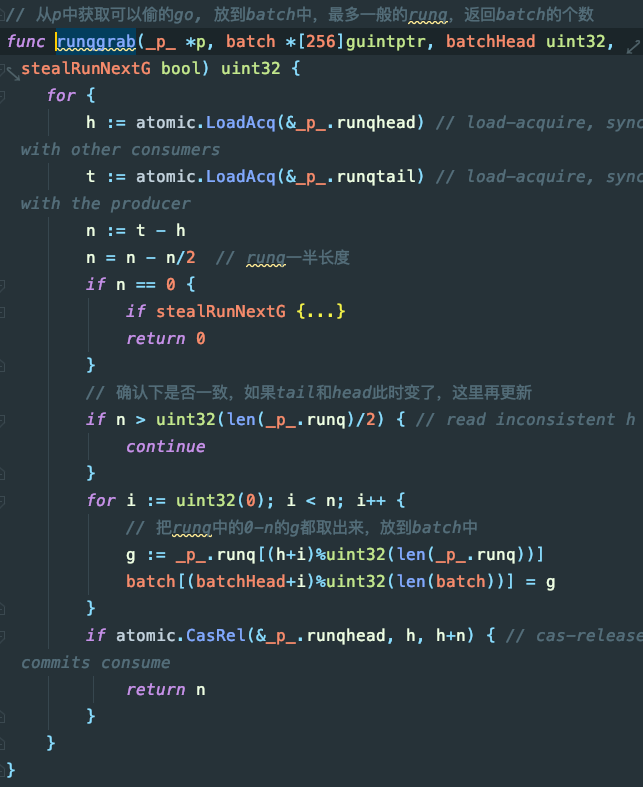 // 从p中获取可以偷的go, 放到batch中，最多一般的runq，返回batch的个数
func runqgrab(_p_ *p, batch *[256]guintptr, batchHead uint32,
stealRunNextG bool) uint32 {
for {
h := atomic.LoadAcq(&_p_.runqhead) // load-acquire, sync
with other consumers
t := atomic.LoadAcq(&_p_.runqtail) // load-acquire, sync
with the producer
n := t - h
n = n - n/2 // runq一半长度
if n == 0 {
if stealRunNextG {...}
return 0
}
// 确认下是否一致，如果tail和head此时变了，这里再更新
if n > uint32(len(_p_.runq)/2) { // read inconsistent h
continue
}
for i := uint32(0); i < n; i++ {
// 把runq中的0-n的g都取出来，放到batch中
g := _p_.runq[(h+i)%uint32(len(_p_.runq))]
batch[(batchHead+i)%uint32(len(batch))] = g
}
if atomic.CasRel(&_p_.runqhead, h, h+n) { // cas-release
commits consume
return n
}
}
}